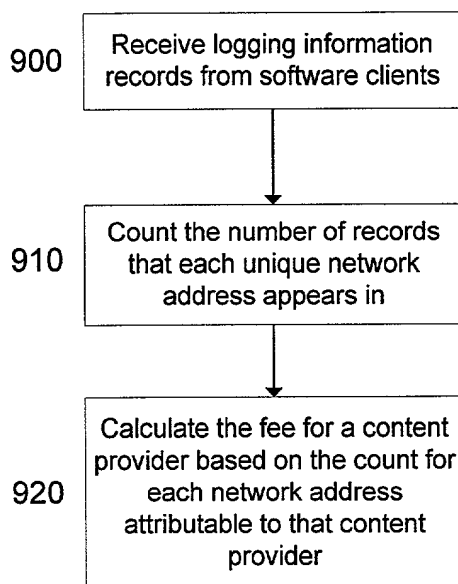 900
Receive logging information
records from software clients
910
Count the number of records
that each unique network
address appears in
920
Calculate the fee for a content
provider based on the count for
each network address
attributable to that content
provider